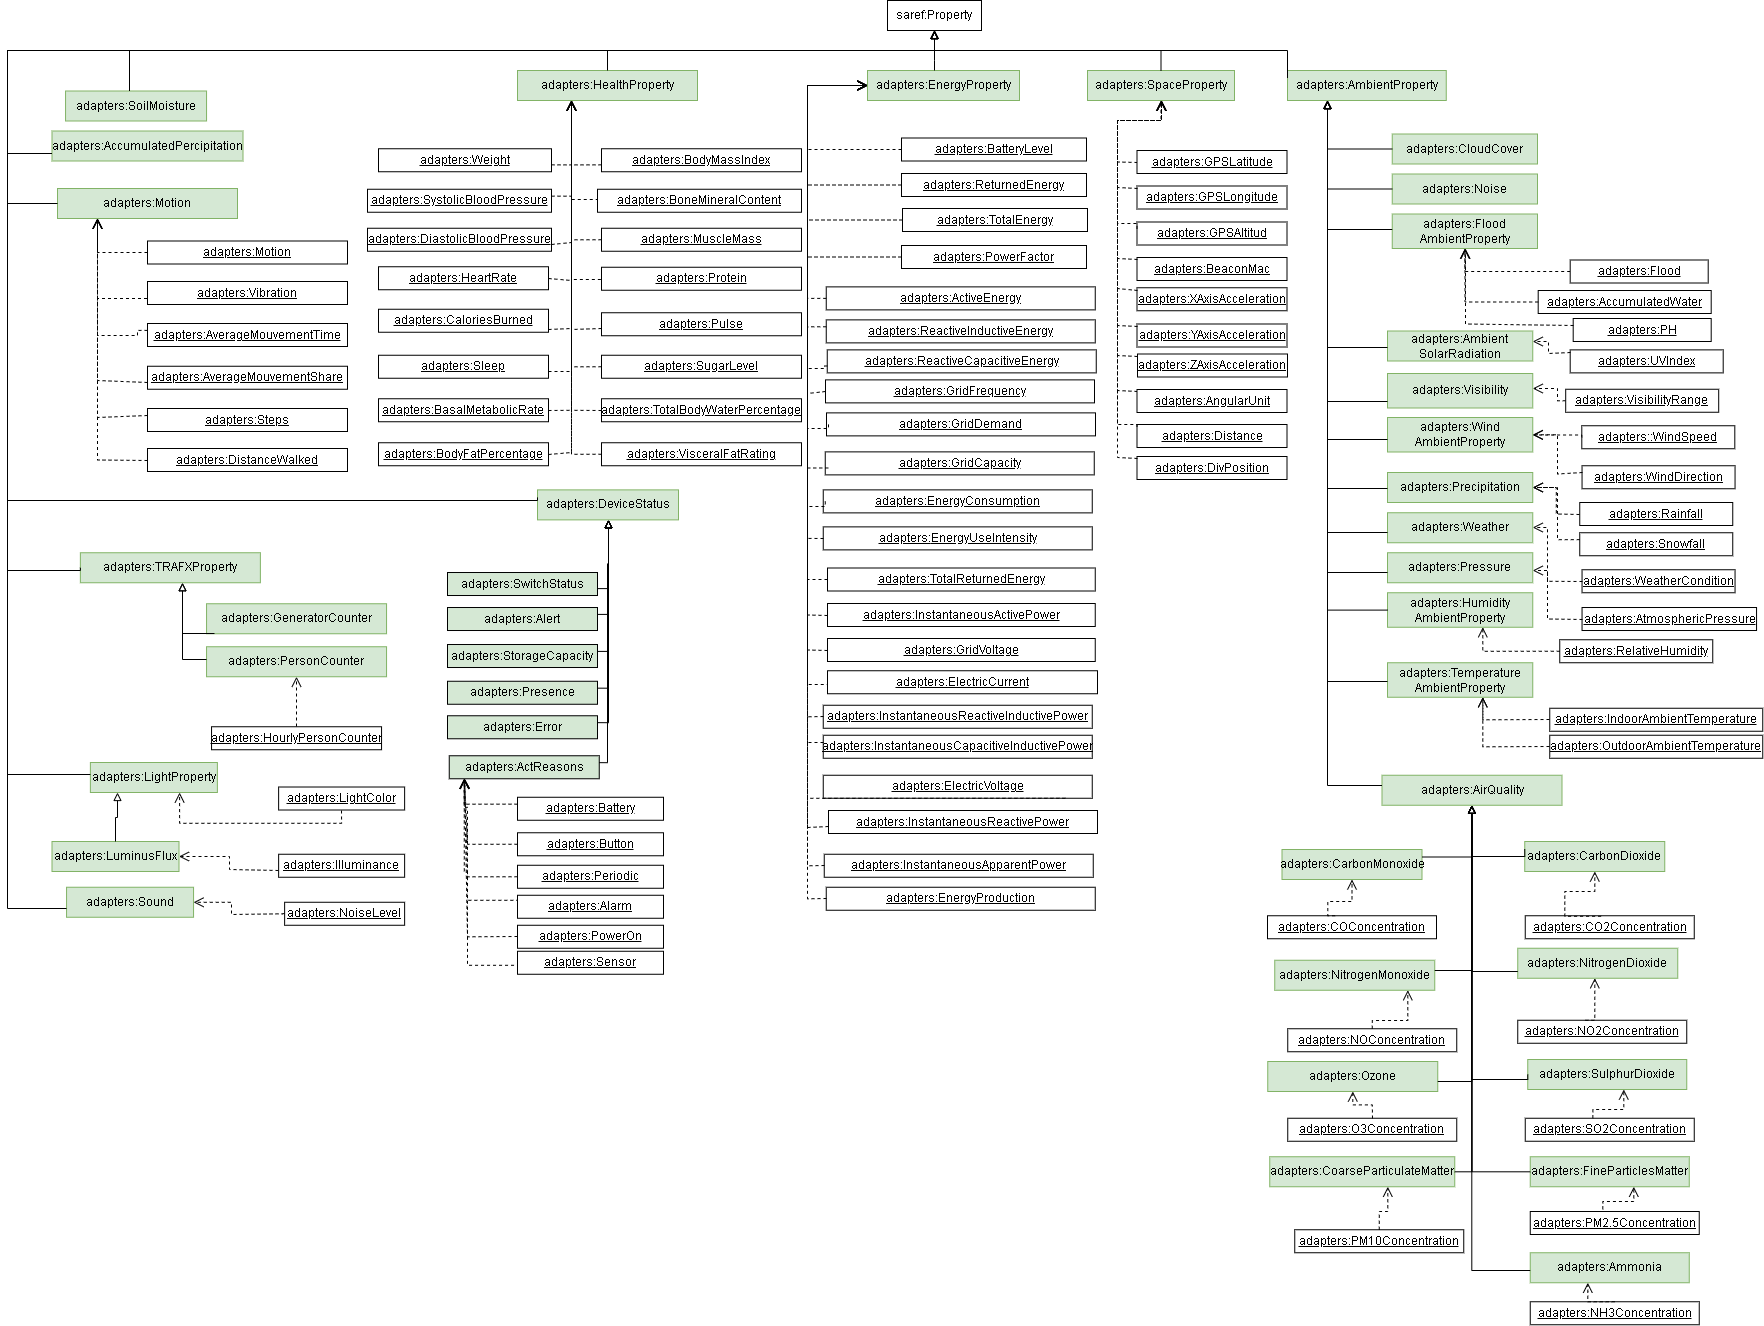 saref:Property
adapters:SoilMoisture
adapters:AccumulatedPercipitation
adapters:Motion
adapters:Motion
adapters:Vibration
adapters:AverageMouvementTime
adapters:AverageMouvementShare
adapters:Steps
adapters:DistanceWalked
adapters:HealthProperty
adapters:Weight
adapters:BodyMassIndex
adapters:SystolicBloodPressure
adapters:BoneMineralContent
adapters:DiastolicBloodPressure
adapters:MuscleMass
adapters:HeartRate
adapters:Protein
adapters:CaloriesBurned
adapters:Pulse
adapters:Sleep
adapters:SugarLevel
adapters:BasalMetabolicRate
adapters:TotalBodyWaterPercentage
adapters:BodyFatPercentage
adapters:VisceralFatRating
adapters:DeviceStatus
adapters:SwitchStatus
adapters:Alert
adapters:StorageCapacity
adapters:Presence
adapters:Error
adapters:ActReasons
adapters:Battery
adapters:Button
adapters:Periodic
adapters:Alarm
adapters:PowerOn
adapters:Sensor
adapters:TRAFXProperty
adapters:GeneratorCounter
adapters:PersonCounter
adapters:HourlyPersonCounter
adapters:LightProperty
adapters:LightColor
adapters:LuminusFlux
adapters:Illuminance
adapters:Sound
adapters:NoiseLevel
adapters:EnergyProperty
adapters:BatteryLevel
adapters:ReturnedEnergy
adapters:TotalEnergy
adapters:PowerFactor
adapters:ActiveEnergy
adapters:ReactiveInductiveEnergy
adapters:ReactiveCapacitiveEnergy
adapters:GridFrequency
adapters:GridDemand
adapters:GridCapacity
adapters:EnergyConsumption
adapters:EnergyUseIntensity
adapters:TotalReturnedEnergy
adapters:InstantaneousActivePower
adapters:GridVoltage
adapters:ElectricCurrent
adapters:InstantaneousReactiveInductivePower
adapters:InstantaneousCapacitiveInductivePower
adapters:ElectricVoltage
adapters:InstantaneousReactivePower
adapters:InstantaneousApparentPower
adapters:EnergyProduction
adapters:SpaceProperty
adapters:GPSLatitude
adapters:GPSLongitude
adapters:GPSAltitud
adapters:BeaconMac
adapters:XAxisAcceleration
adapters:YAxisAcceleration
adapters:ZAxisAcceleration
adapters:AngularUnit
adapters:Distance
adapters:DivPosition
adapters:AmbientProperty
adapters:CloudCover
adapters:Noise
adapters:Flood
AmbientProperty
adapters:Flood
adapters:AccumulatedWater
adapters:PH
adapters:Ambient
SolarRadiation
adapters:UVIndex
adapters:Visibility
adapters:VisibilityRange
adapters:Wind
AmbientProperty
adapters::WindSpeed
adapters:WindDirection
adapters:Precipitation
adapters:Rainfall
adapters:Snowfall
adapters:Weather
adapters:Pressure
adapters:WeatherCondition
adapters:Humidity
AmbientProperty
adapters:AtmosphericPressure
adapters:RelativeHumidity
adapters:Temperature
AmbientProperty
adapters:IndoorAmbientTemperature
adapters:OutdoorAmbientTemperature
adapters:AirQuality
adapters:CarbonMonoxide
adapters:CarbonDioxide
adapters:COConcentration
adapters:CO2Concentration
adapters:NitrogenMonoxide
adapters:NitrogenDioxide
adapters:NOConcentration
adapters:NO2Concentration
adapters:Ozone
adapters:SulphurDioxide
adapters:O3Concentration
adapters:SO2Concentration
adapters:CoarseParticulateMatter
adapters:FineParticlesMatter
adapters:PM10Concentration
adapters:PM2.5Concentration
adapters:Ammonia
adapters:NH3Concentration